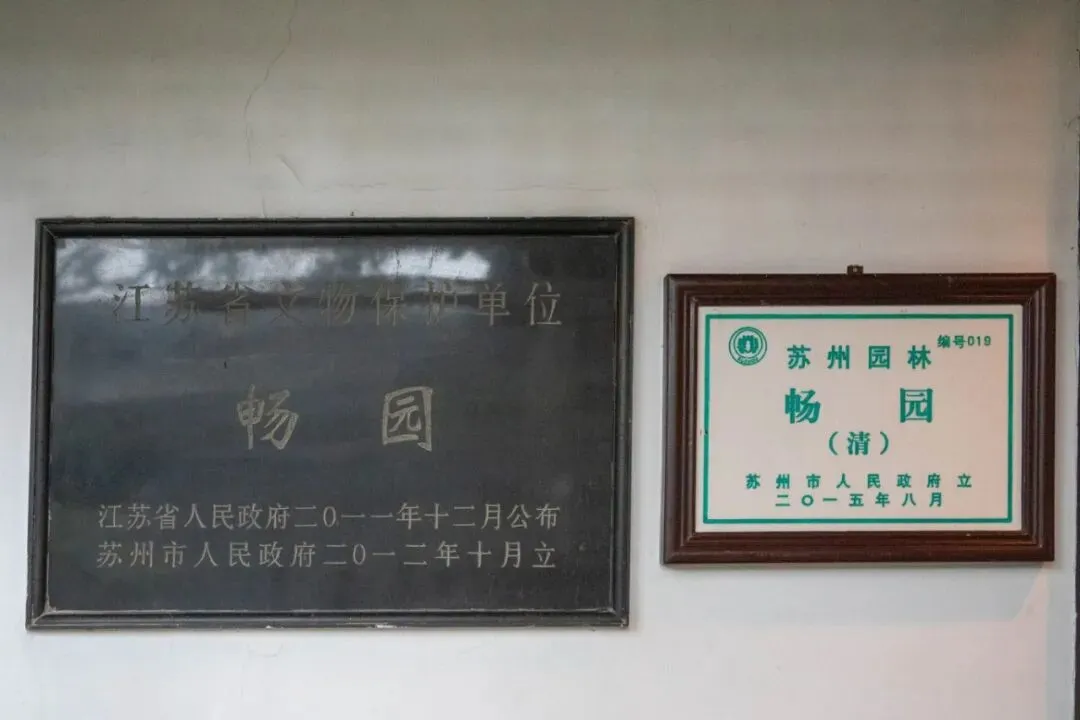 江苏省文物保护单位
畅园
江苏省人民政府二〇一一年十二月公布
苏州市人民政府二〇一二年十月立
编号019
苏州园林
畅园
（清）
苏州市人民政府立
二〇一五年八月